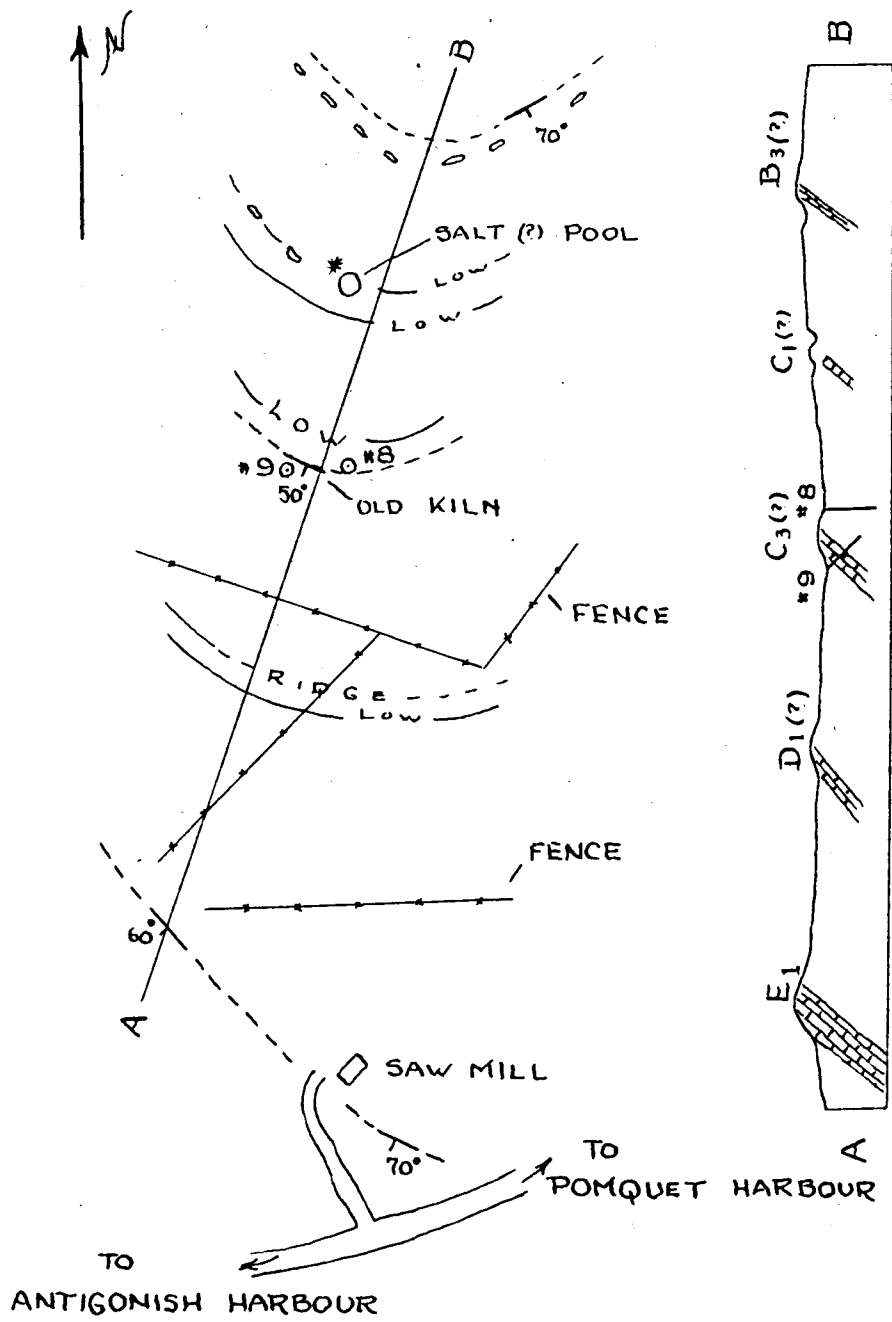 N
B
70°
SALT (?) POOL
*
LOW
LOW
LOW
#9
#8
50°
OLD KILN
FENCE
RIDGE
LOW
FENCE
60°
A
SAW MILL
70°
TO
POMQUET HARBOUR
TO
ANTIGONISH HARBOUR
B
B3(?)
C1(?)
C3(?)
#8
#9
D1(?)
E1
A